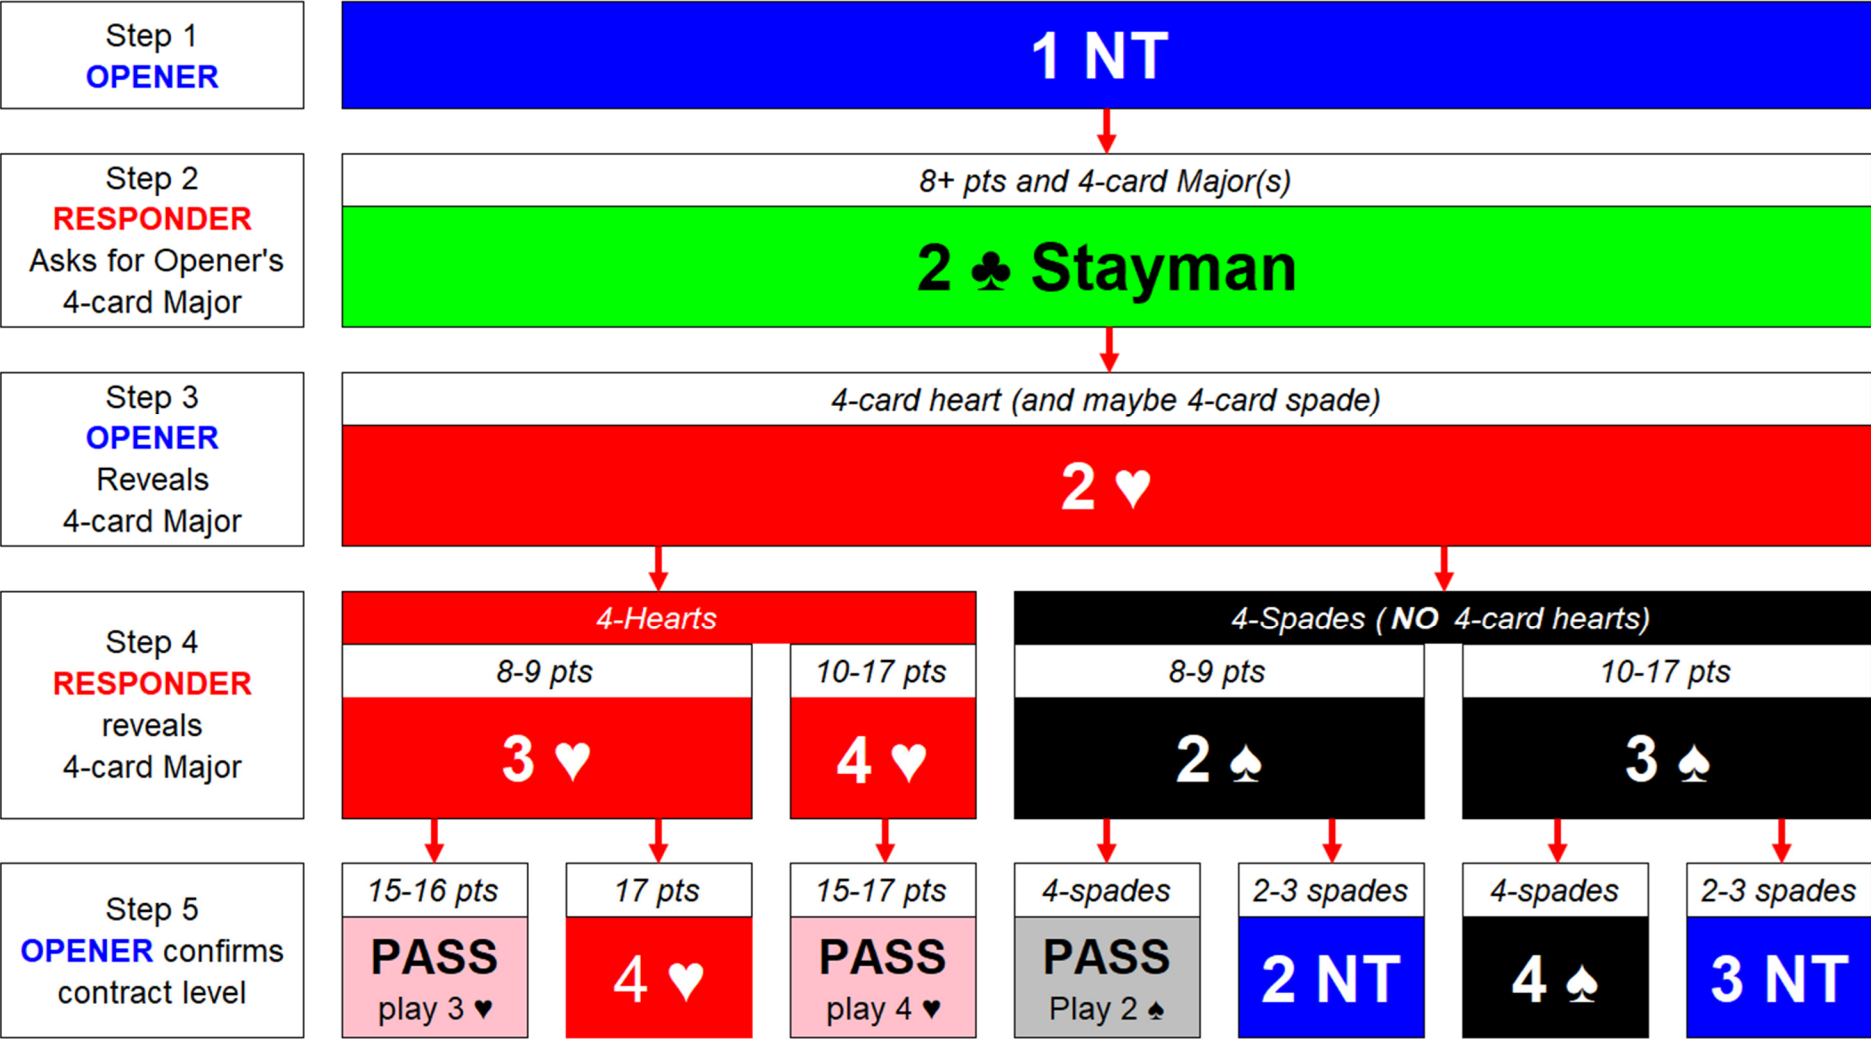 Step 1
OPENER
1 NT
Step 2
RESPONDER
Asks for Opener's
4-card Major
8+ pts and 4-card Major(s)
2 ♣ Stayman
Step 3
OPENER
Reveals
4-card Major
4-card heart (and maybe 4-card spade)
2 ♥
Step 4
RESPONDER
reveals
4-card Major
4-Hearts
4-Spades ( NO 4-card hearts)
8-9 pts
10-17 pts
8-9 pts
10-17 pts
3 ♥
4 ♥
2 ♠
3 ♠
Step 5
OPENER confirms
contract level
15-16 pts
PASS
play 3 ♥
17 pts
4 ♥
15-17 pts
PASS
play 4 ♥
4-spades
PASS
Play 2 ♠
2-3 spades
2 NT
4-spades
4 ♠
2-3 spades
3 NT